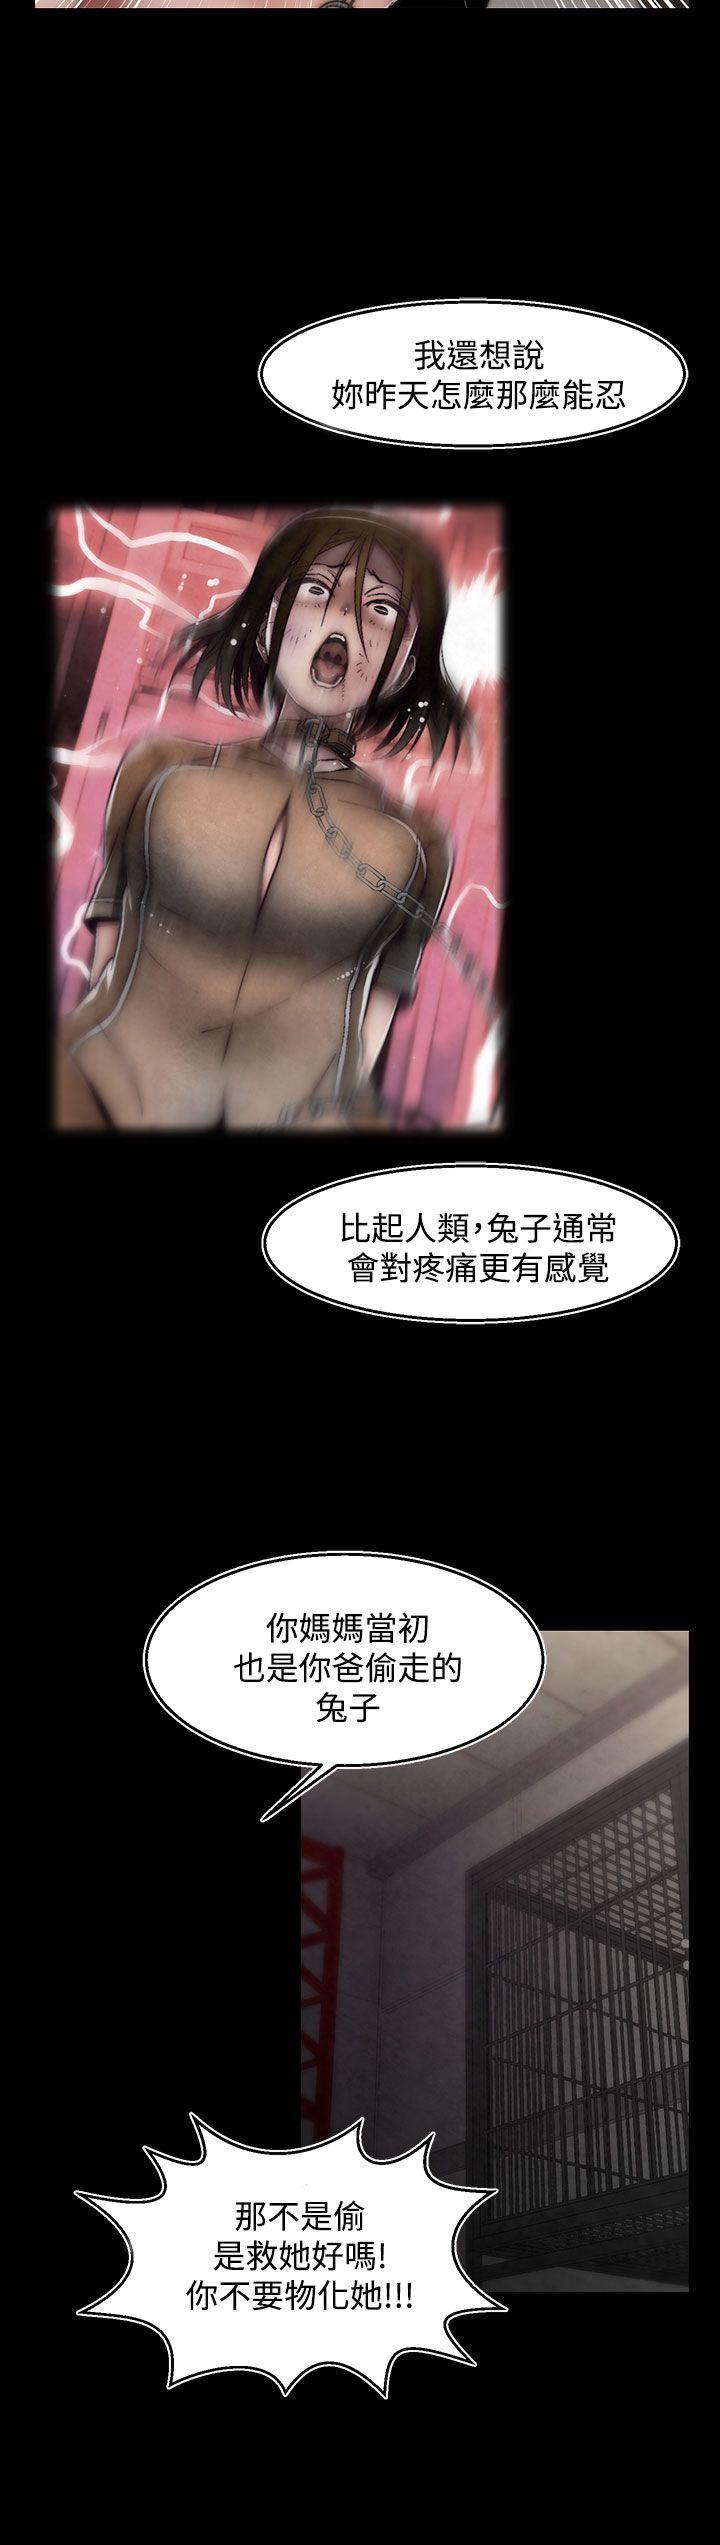 我還想說
妳昨天怎麼那麼能忍
比起人類，兔子通常
會對疼痛更有感覺
你媽媽當初
也是你爸偷走的
兔子
那不是偷
是救她好嗎!
你不要物化她!!!